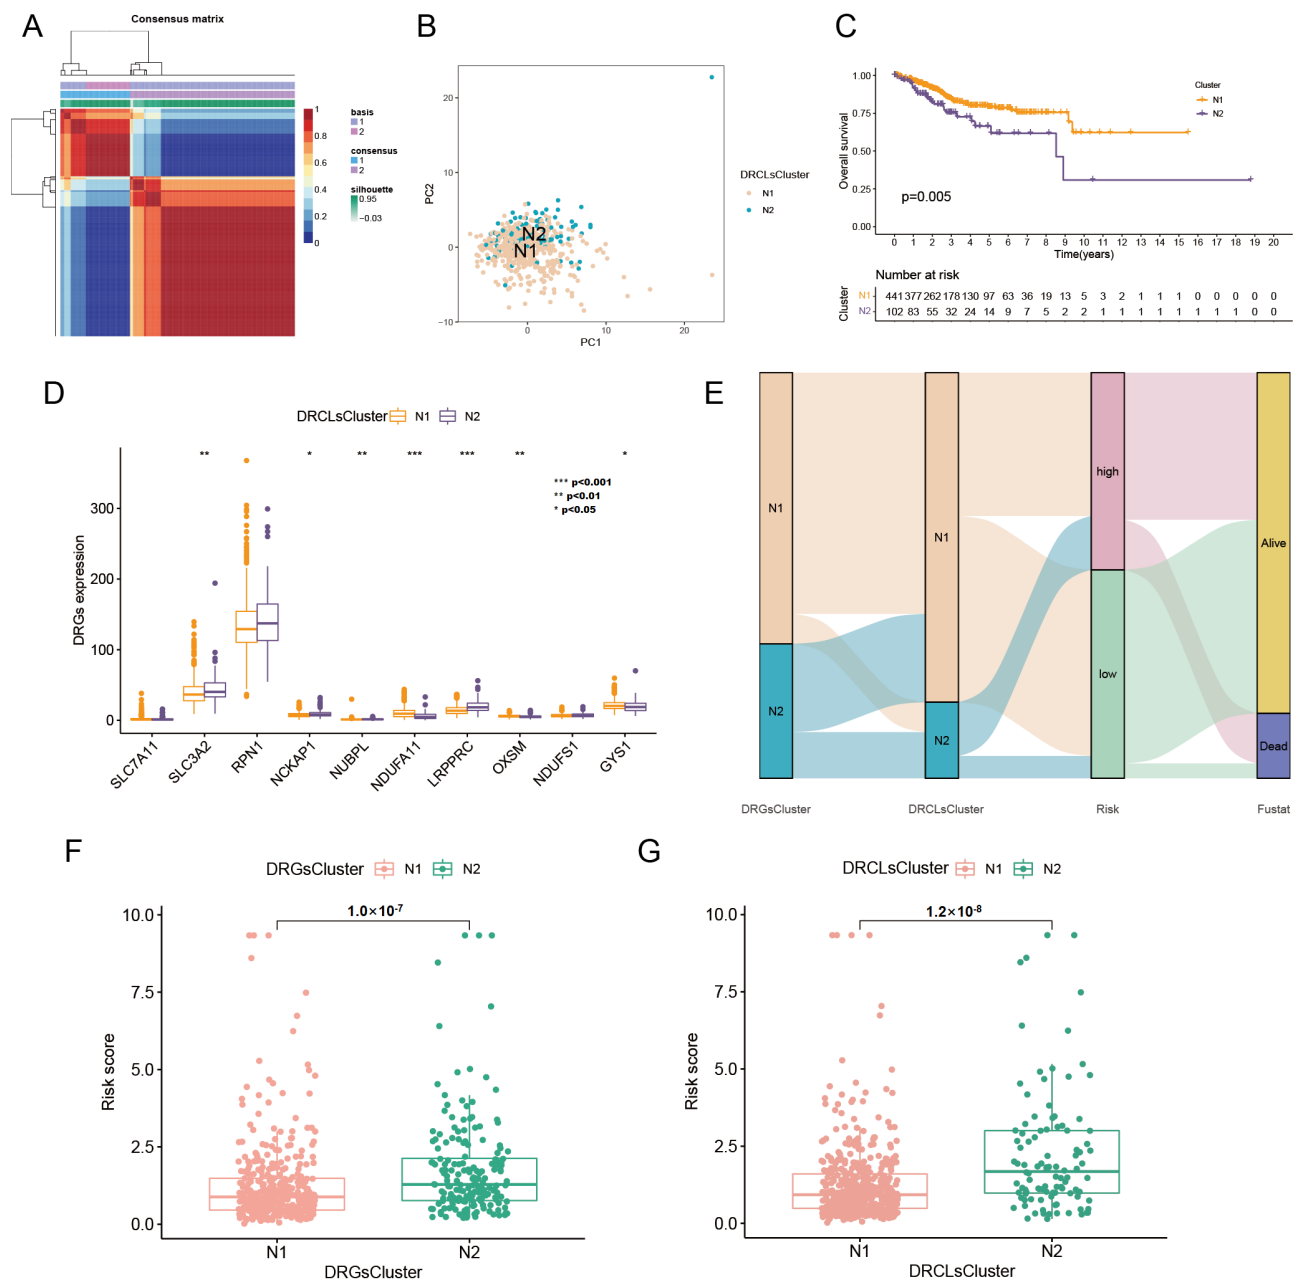 A
Consensus matrix
1
0.8
0.6
0.4
0.2
0
basis
1
2
consensus
1
2
silhouette
0.95
−0.03
B
20
10
0
−10
PC2
0 10 20
PC1
DRCLsCluster
N1
N2
N2
N1
C
Cluster
N1
N2
1.00
0.75
0.50
0.25
0.00
Overall survival
p=0.005
0 1 2 3 4 5 6 7 8 9 10 11 12 13 14 15 16 17 18 19 20
Time(years)
Number at risk
Cluster
N1 441 377 262 178 130 97 63 36 19 13 5 3 2 1 1 1 0 0 0 0 0
N2 102 83 55 32 24 14 9 7 5 2 2 1 1 1 1 1 1 1 1 0 0
D
DRCLsCluster N1 N2
** * ** *** *** ** *
*** p<0.001
** p<0.01
* p<0.05
300
200
100
0
DRGs expression
SLC7A11 SLC3A2 RPN1 NCKAP1 NUBPL NDUFA11 LRPPRC OXSM NDUFS1 GYS1
E
N1
N2
N1
N2
high
low
Alive
Dead
DRGsCluster DRCLsCluster Risk Fustat
F
DRGsCluster N1 N2
1.0×10-7
10.0
7.5
5.0
2.5
0.0
Risk score
N1 N2
DRGsCluster
G
DRCLsCluster N1 N2
1.2×10-8
10.0
7.5
5.0
2.5
0.0
Risk score
N1 N2
DRCLsCluster